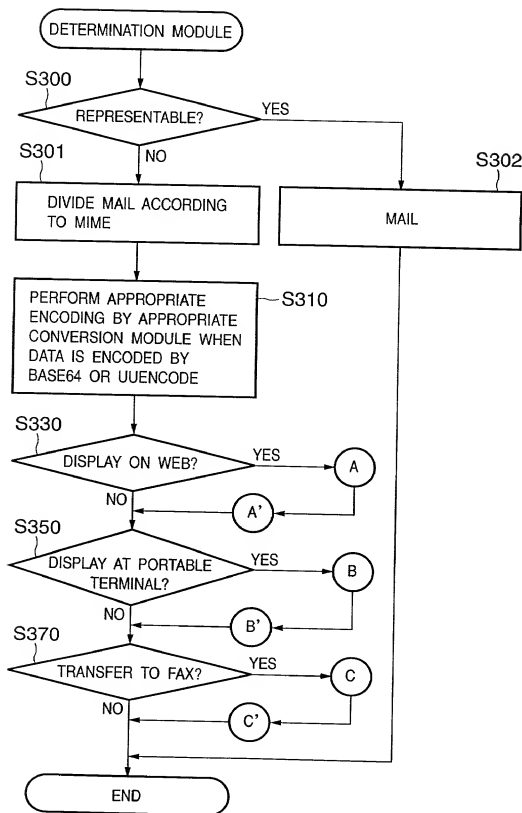 DETERMINATION MODULE
S300
REPRESENTABLE?
YES
NO
S301
DIVIDE MAIL ACCORDING
TO MIME
S302
MAIL
PERFORM APPROPRIATE
ENCODING BY APPROPRIATE
CONVERSION MODULE WHEN
DATA IS ENCODED BY
BASE64 OR UUENCODE
S310
S330
DISPLAY ON WEB?
YES
A
NO
A'
S350
DISPLAY AT PORTABLE
TERMINAL?
YES
B
NO
B'
S370
TRANSFER TO FAX?
YES
C
NO
C'
END